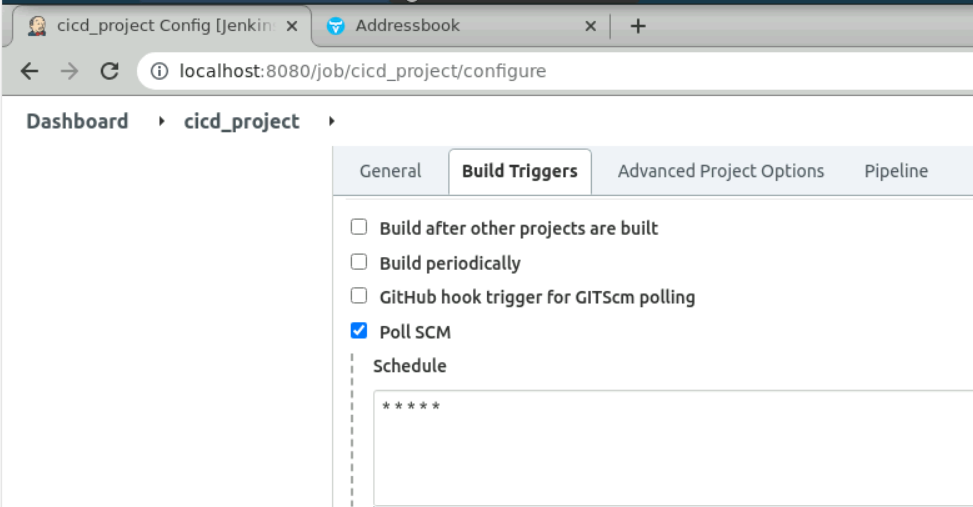 cicd_project Config [Jenkin
Addressbook
localhost:8080/job/cicd_project/configure
Dashboard cicd_project
General Build Triggers Advanced Project Options Pipeline
Build after other projects are built
Build periodically
GitHub hook trigger for GITScm polling
Poll SCM
Schedule
* * * * *